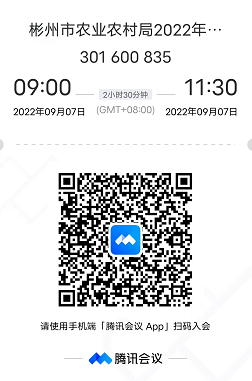 彬州市农业农村局2022年…
301 600 835
09:00 2小时30分钟 11:30
2022年09月07日 (GMT+08:00) 2022年09月07日
请使用手机端「腾讯会议 App」扫码入会
腾讯会议